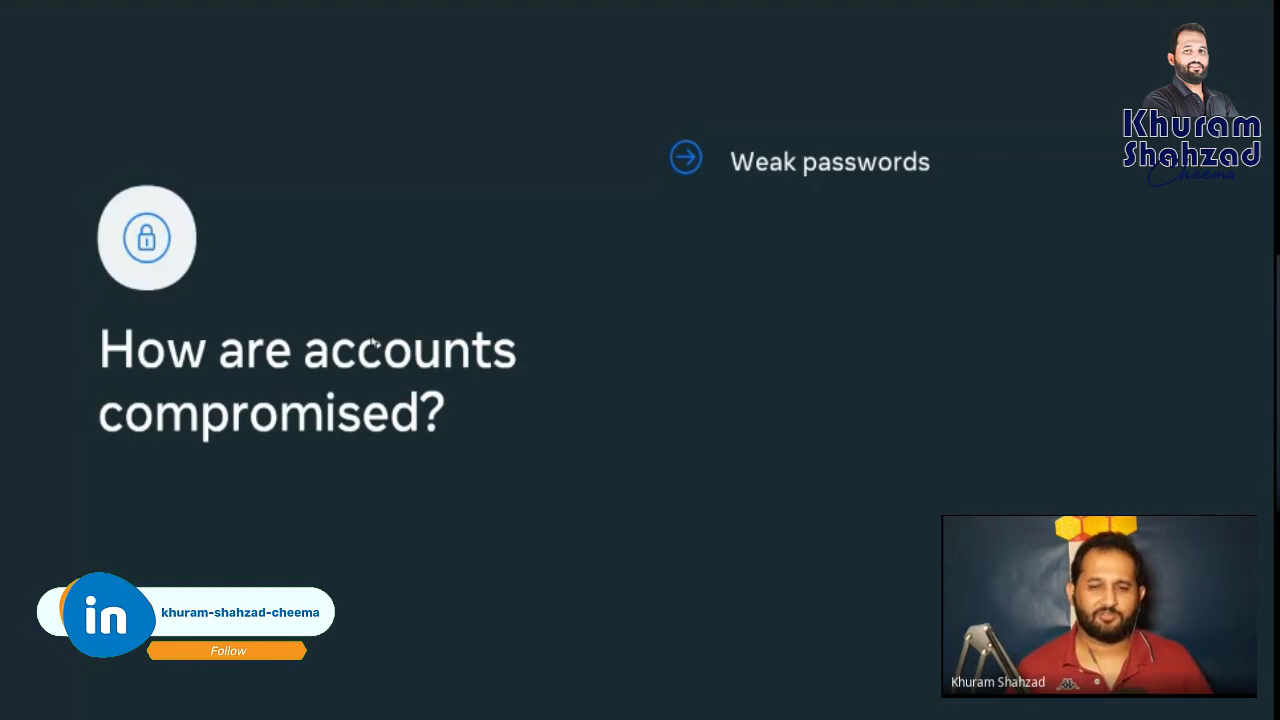 Khuram
Shahzad
Cheema
Weak passwords
How are accounts
compromised?
in
khuram-shahzad-cheema
Follow
Khuram Shahzad